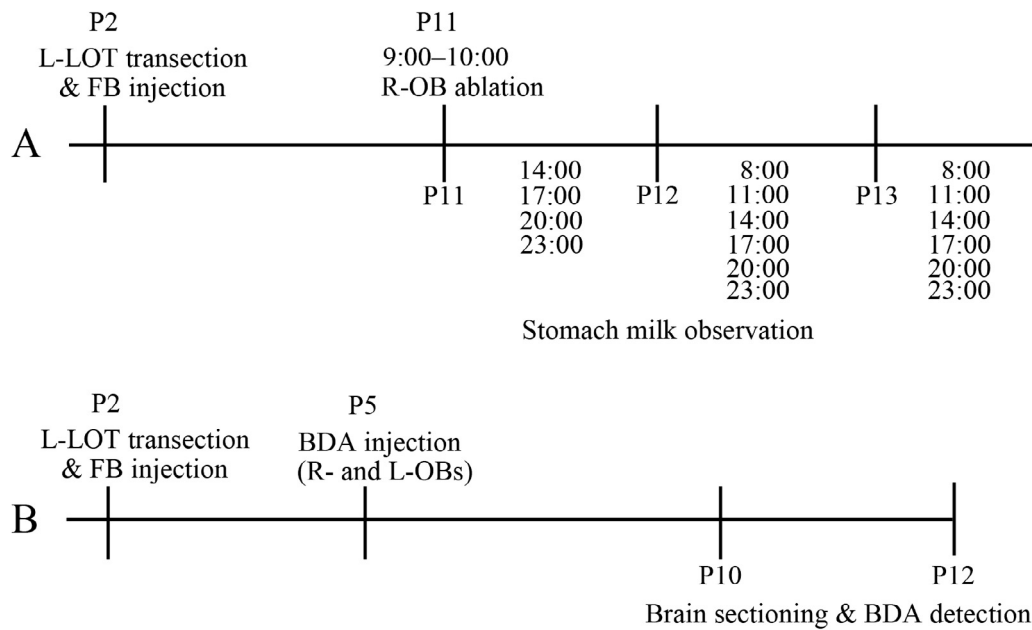 P2
L-LOT transection
& FB injection
P11
9:00–10:00
R-OB ablation
A
P11
14:00
17:00
20:00
23:00
P12
8:00
11:00
14:00
17:00
20:00
23:00
P13
8:00
11:00
14:00
17:00
20:00
23:00
Stomach milk observation
P2
L-LOT transection
& FB injection
P5
BDA injection
(R- and L-OBs)
B
P10
P12
Brain sectioning & BDA detection